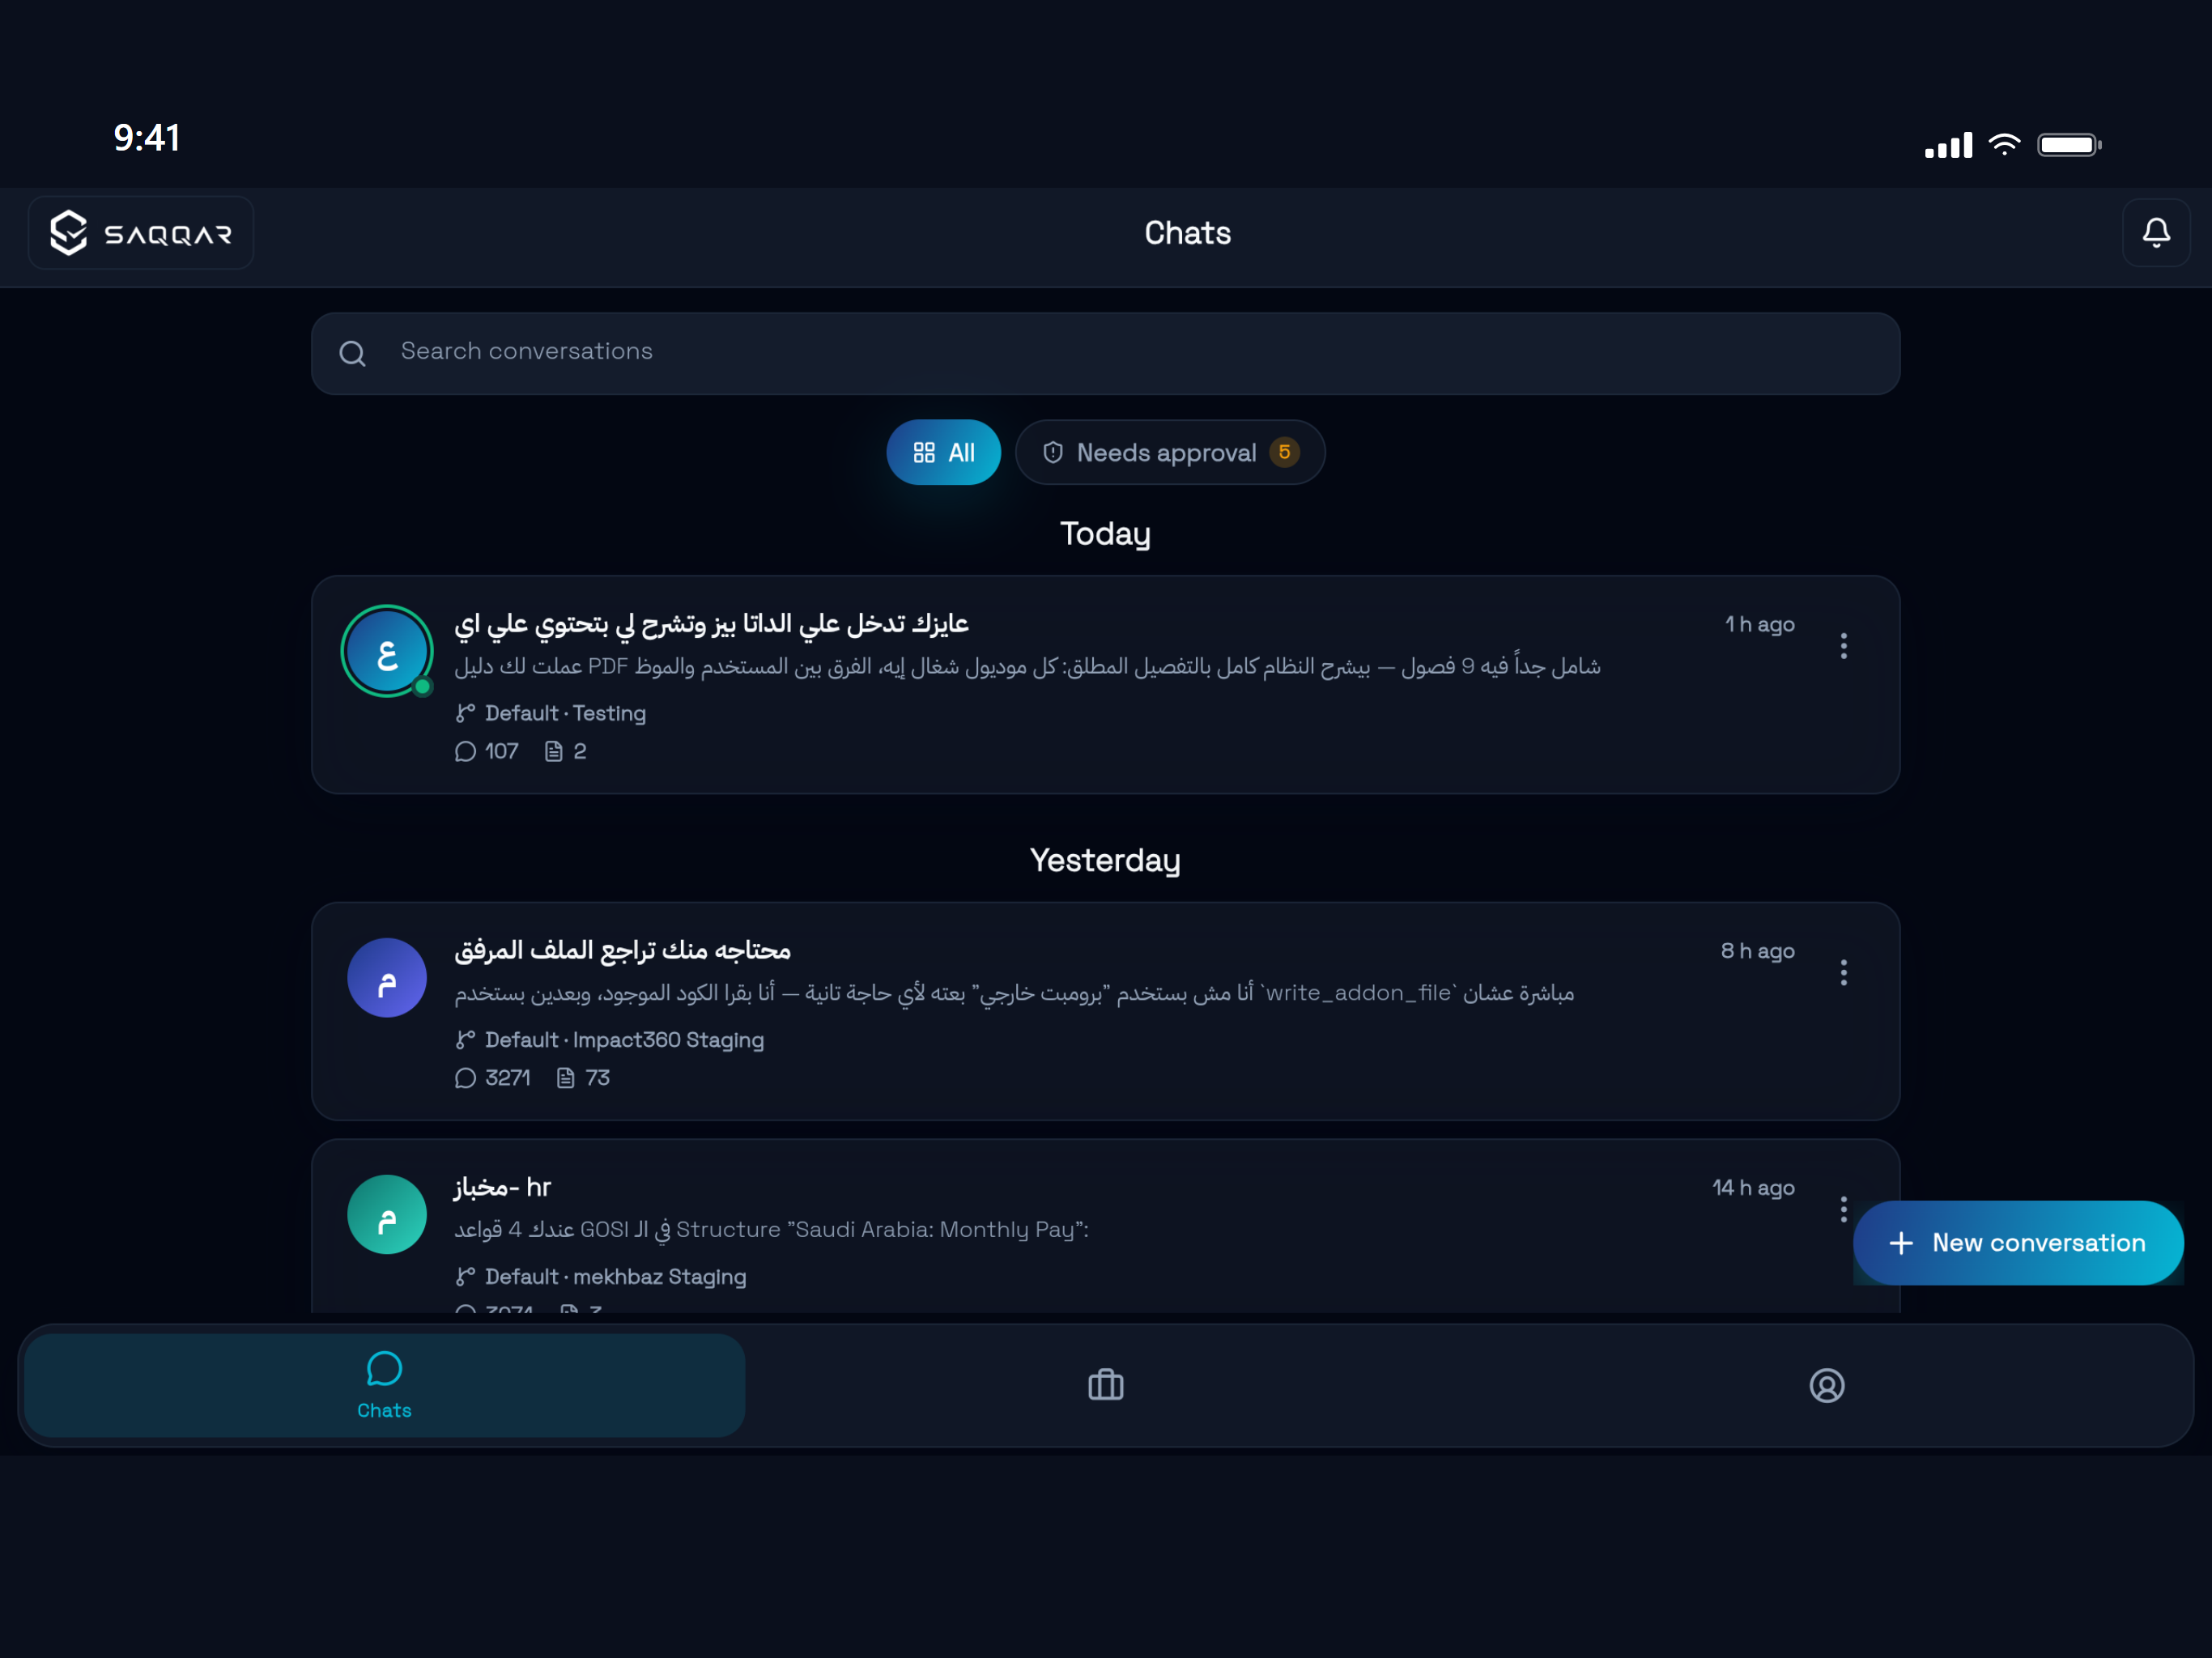 9:41
SAQQAR
Chats
Search conversations
All
Needs approval 5
Today
ع
عايزك تدخل علي الداتا بيز وتشرح لي بتحتوي علي اي
1 h ago
عملت لك دليل PDF شامل جداً فيه 9 فصول — بيشرح النظام كامل بالتفصيل المطلق: كل موديول شغال إيه، الفرق بين المستخدم والموظ
Default · Testing
107 2
Yesterday
م
محتاجه منك تراجع الملف المرفق
8 h ago
أنا مش بستخدم "برومبت خارجي" بعته لأي حاجة تانية — أنا بقرا الكود الموجود، وبعدين بستخدم `write_addon_file` مباشرة عشان
Default · Impact360 Staging
3271 73
م
مخباز- hr
14 h ago
عندك 4 قواعد GOSI في الـ Structure "Saudi Arabia: Monthly Pay":
Default · mekhbaz Staging
New conversation
Chats